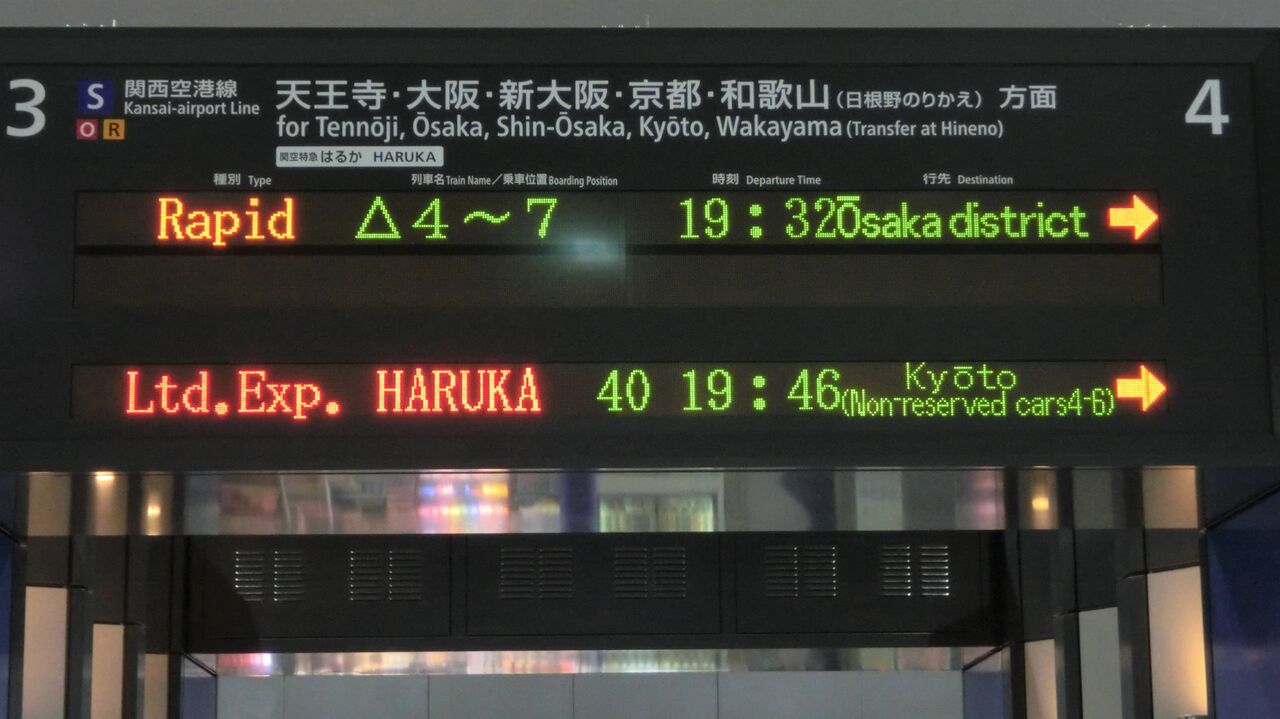 3
S 関西空港線
Kansai-airport Line
O R
天王寺・大阪・新大阪・京都・和歌山(日根野のりかえ) 方面
for Tennōji, Ōsaka, Shin-Ōsaka, Kyōto, Wakayama (Transfer at Hineno)
関空特急 はるか HARUKA
4
種別 Type 列車名 Train Name/乗車位置 Boarding Position 時刻 Departure Time 行先 Destination
Rapid △4~7 19:32 Ōsaka district →
Ltd.Exp. HARUKA 40 19:46 Kyōto →
(Non-reserved cars4-6)